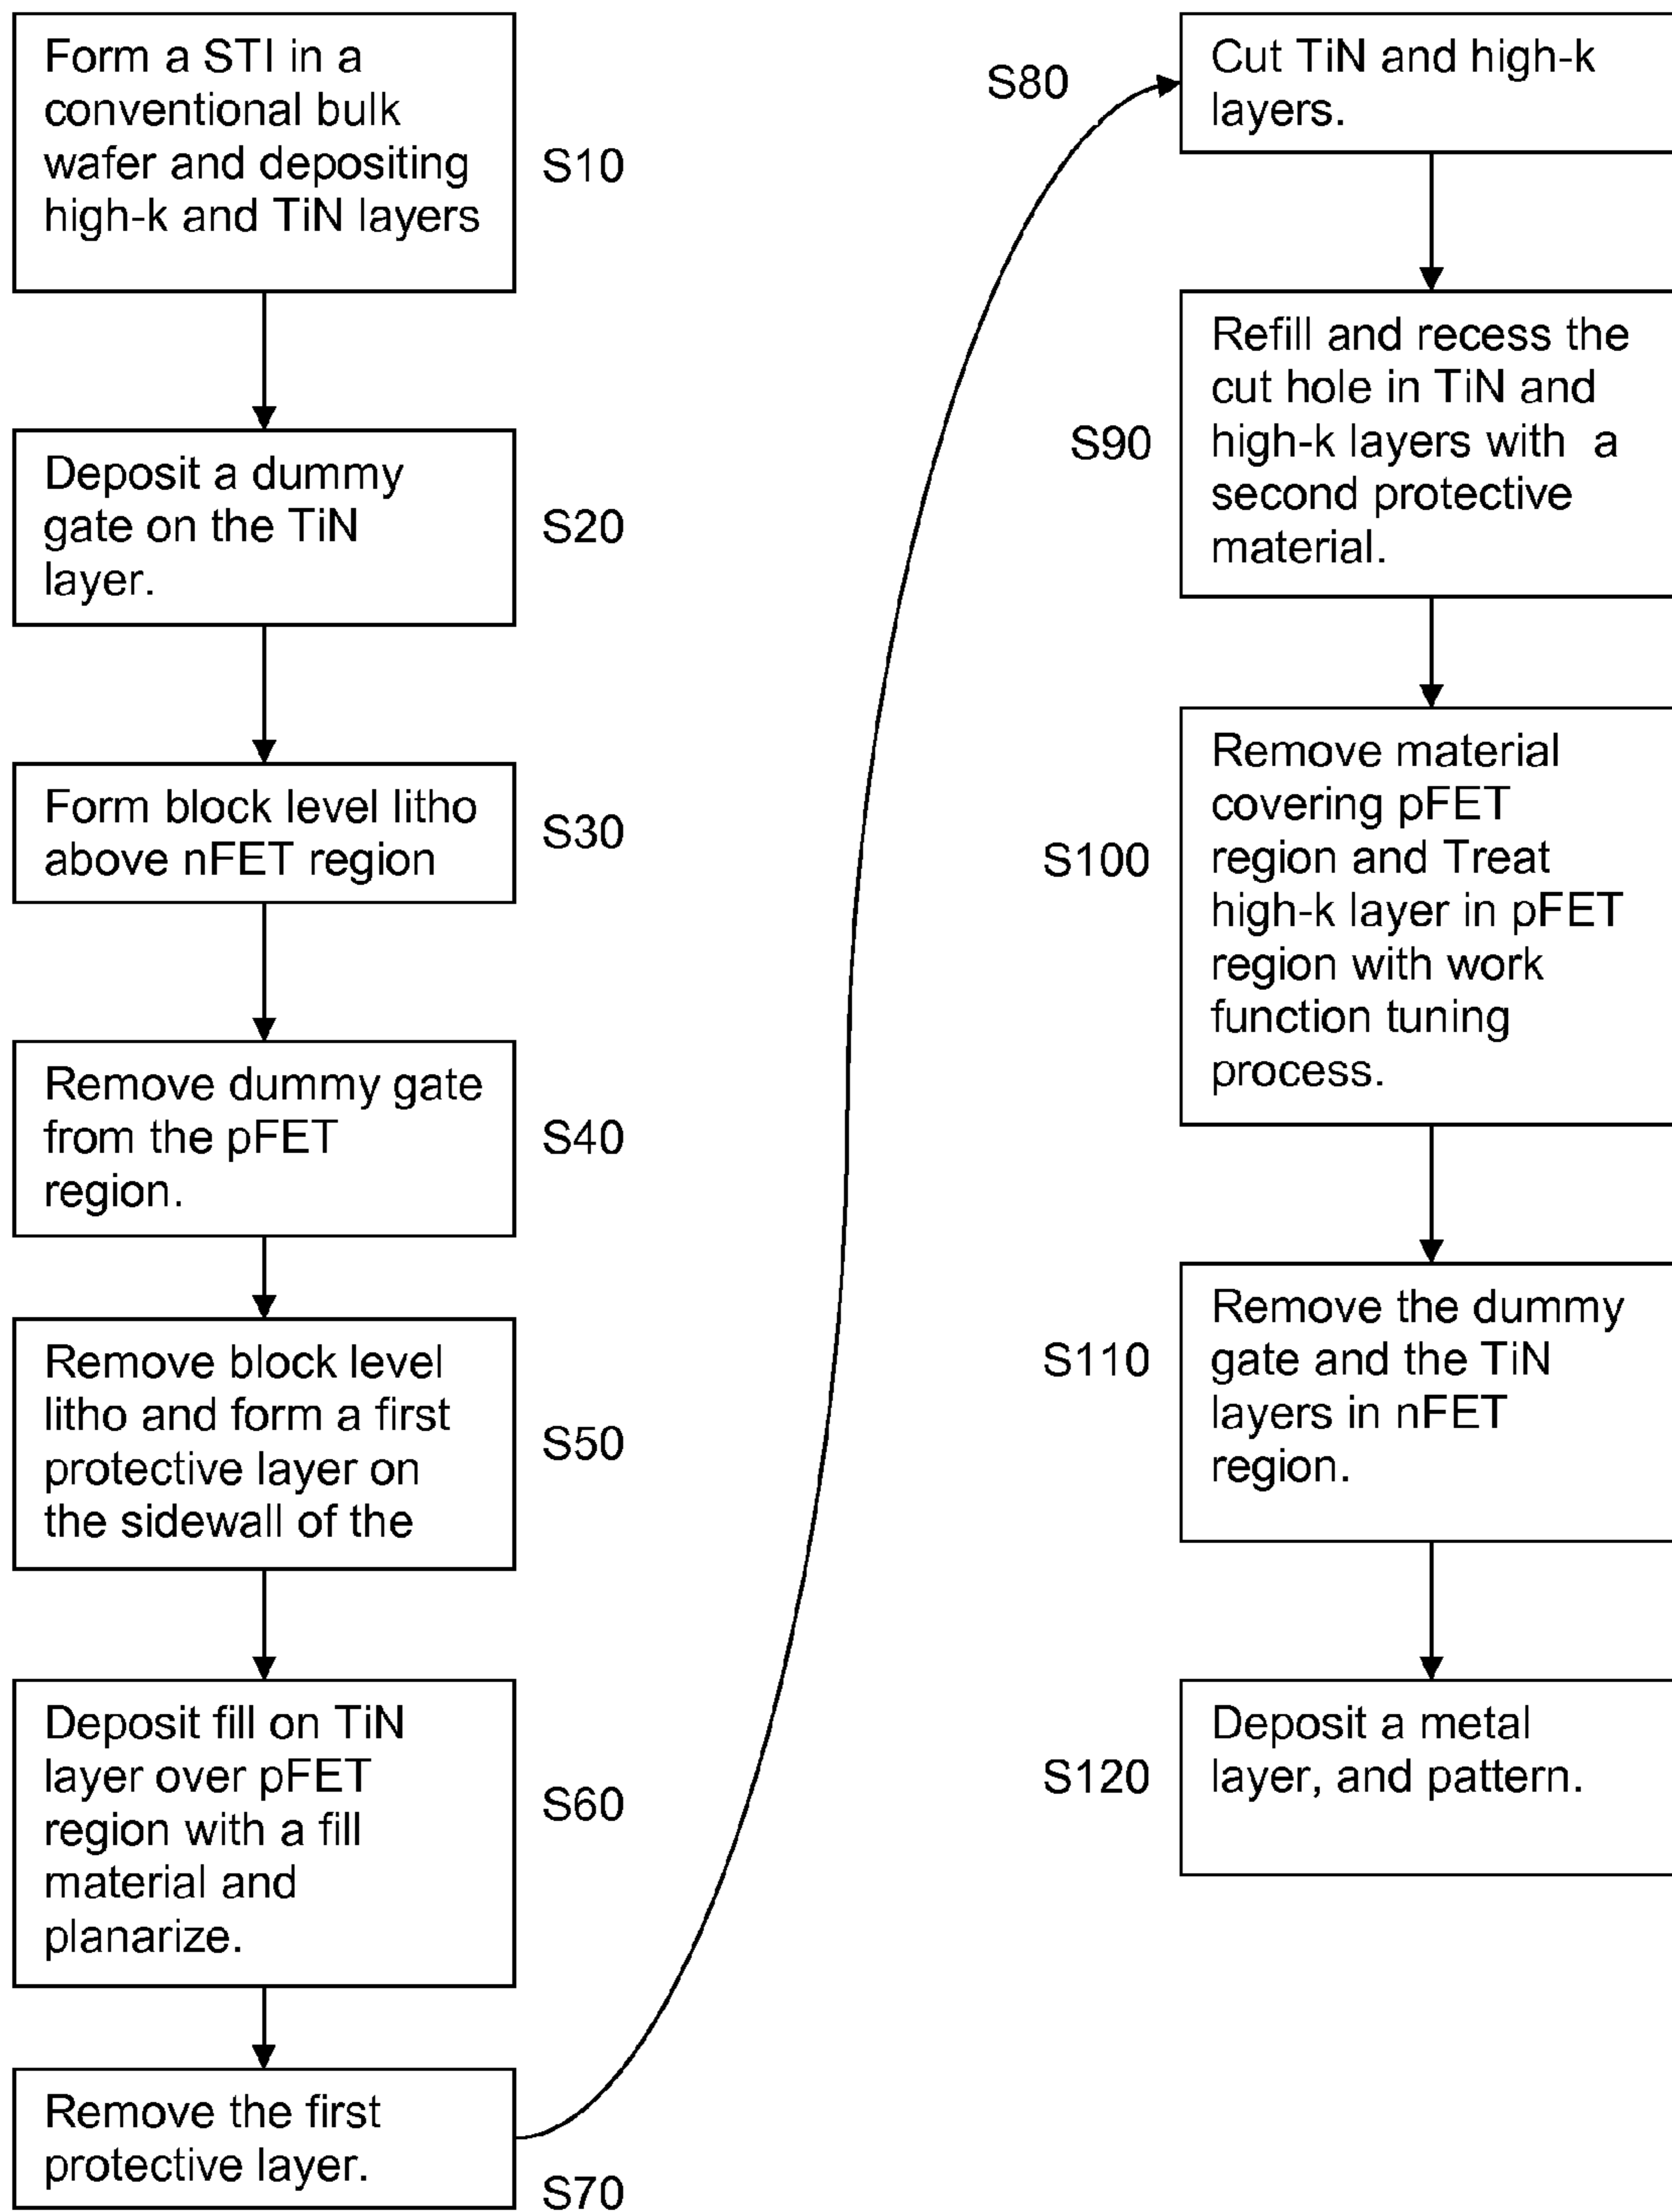 Form a STI in a
conventional bulk
wafer and depositing
high-k and TiN layers
S10
Deposit a dummy
gate on the TiN
layer.
S20
Form block level litho
above nFET region
S30
Remove dummy gate
from the pFET
region.
S40
Remove block level
litho and form a first
protective layer on
the sidewall of the
S50
Deposit fill on TiN
layer over pFET
region with a fill
material and
planarize.
S60
Remove the first
protective layer.
S70
S80
Cut TiN and high-k
layers.
S90
Refill and recess the
cut hole in TiN and
high-k layers with a
second protective
material.
S100
Remove material
covering pFET
region and Treat
high-k layer in pFET
region with work
function tuning
process.
S110
Remove the dummy
gate and the TiN
layers in nFET
region.
S120
Deposit a metal
layer, and pattern.